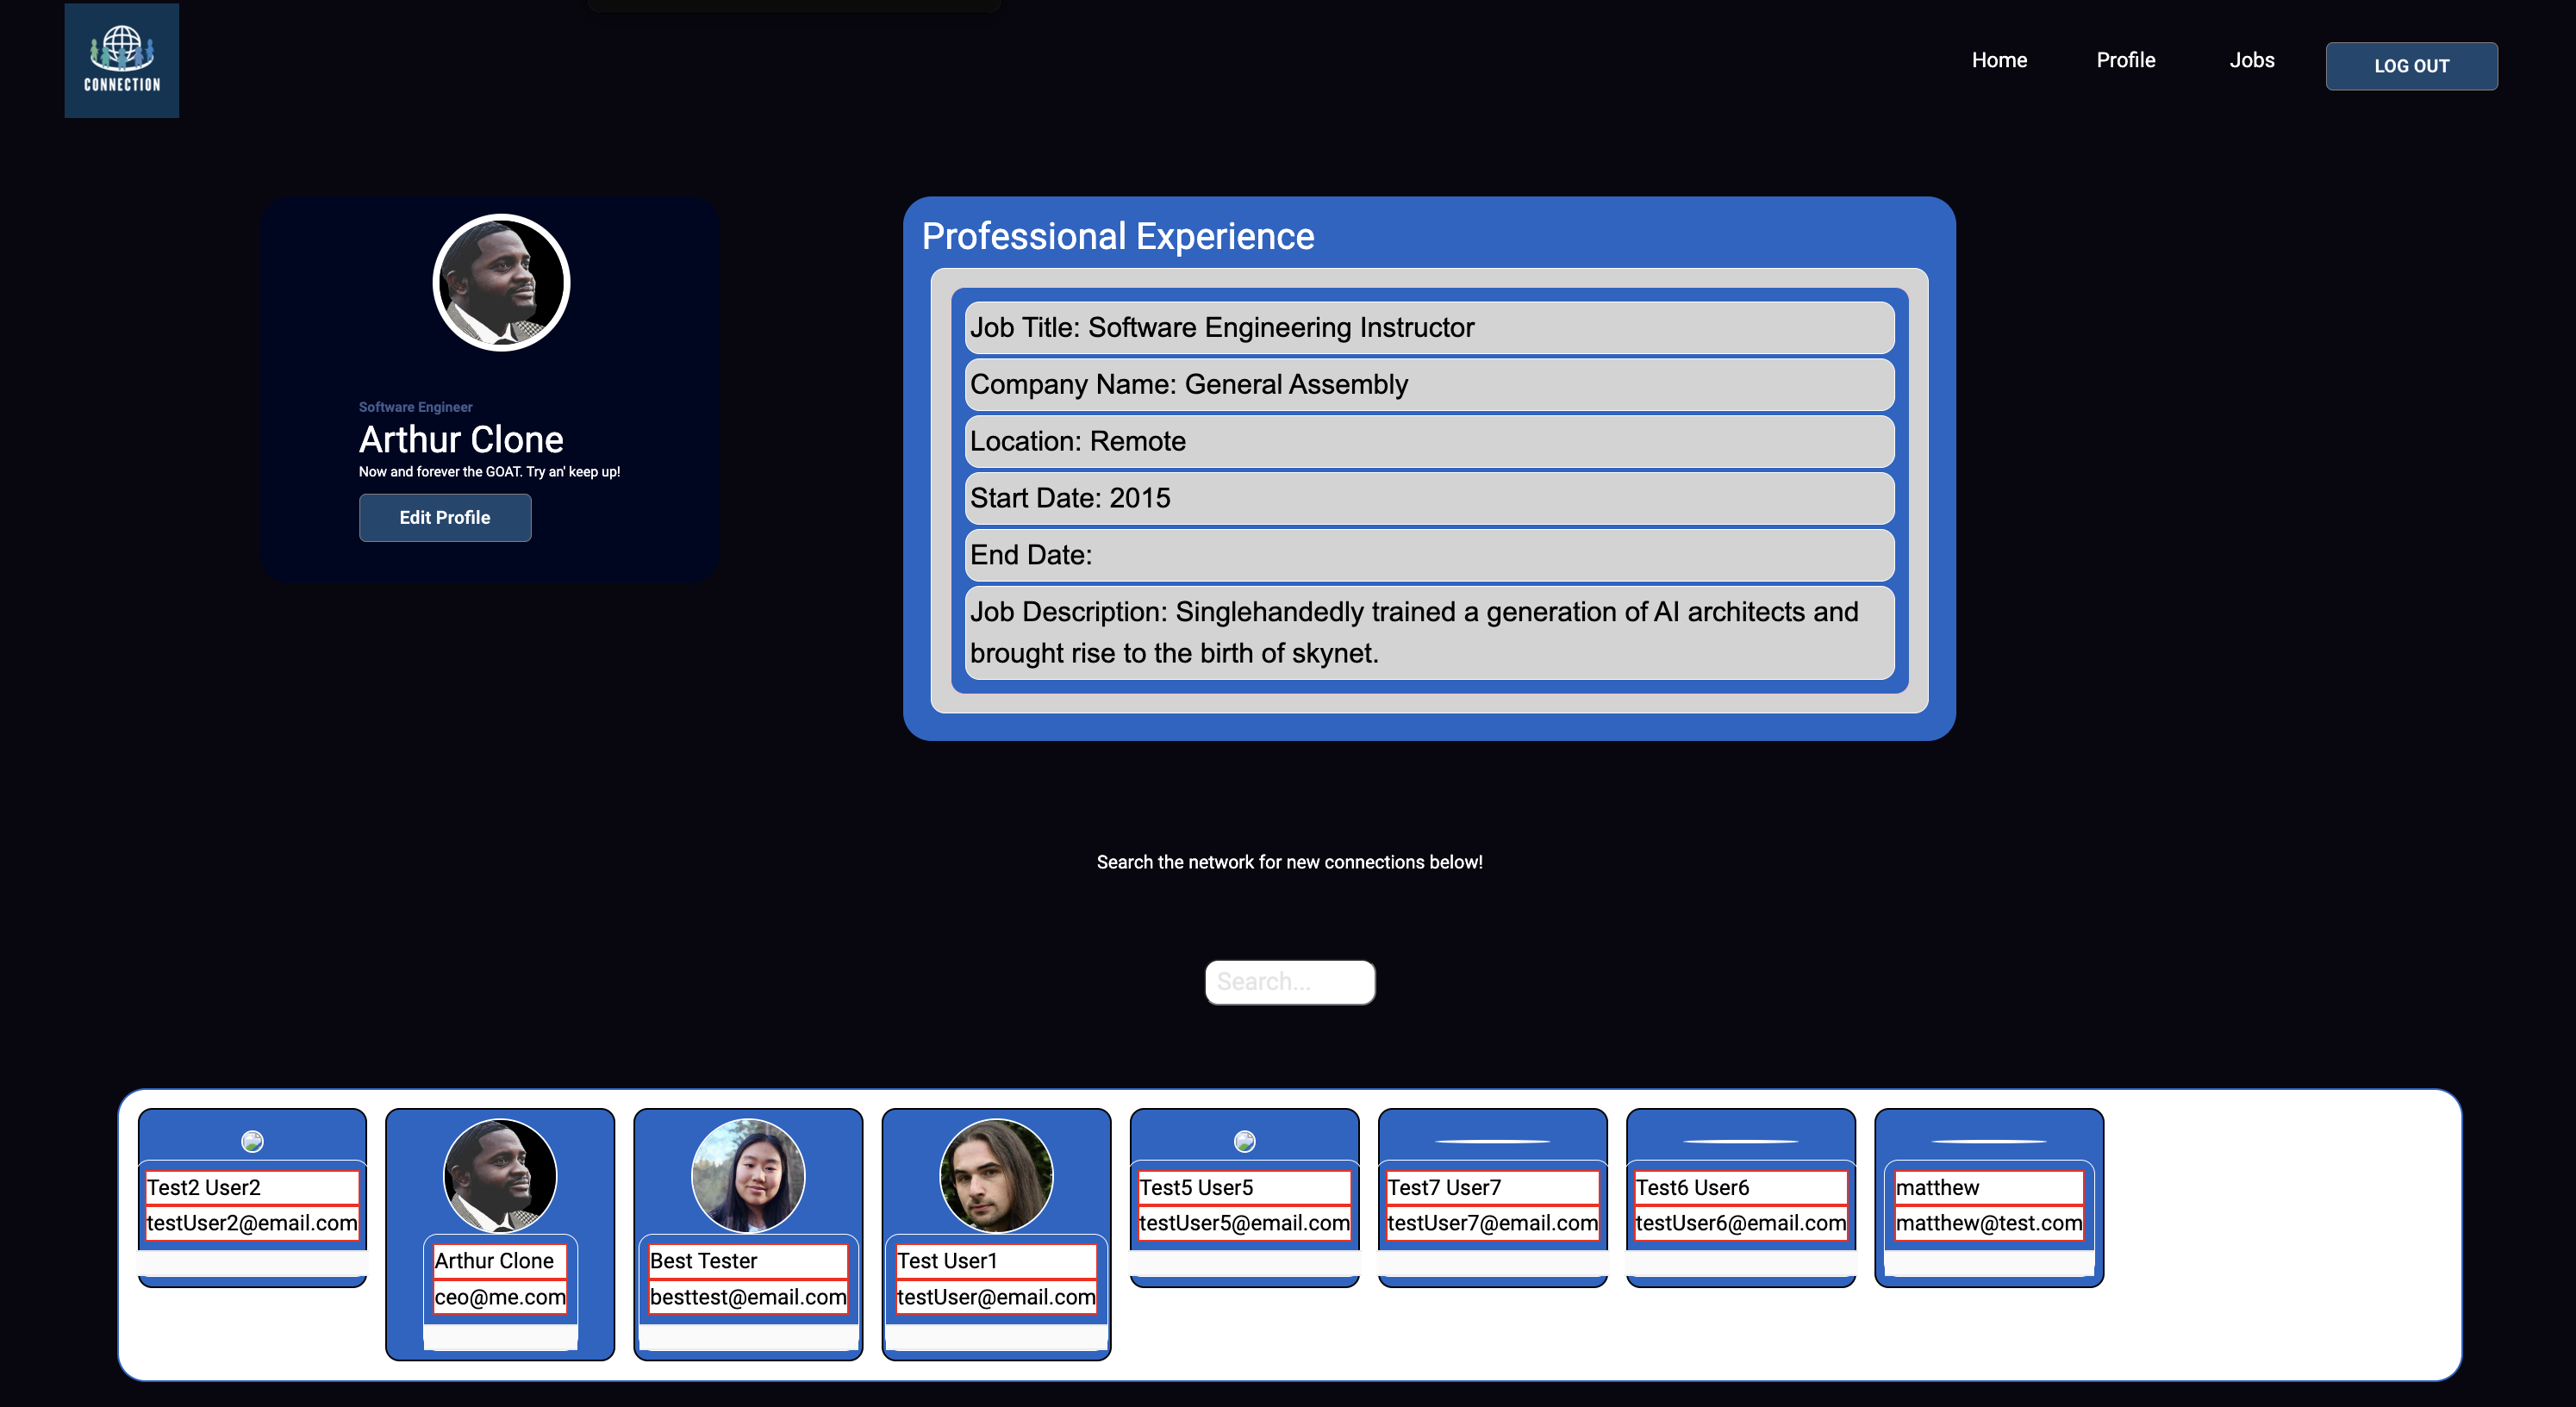 CONNECTION
Home
Profile
Jobs
LOG OUT
Software Engineer
Arthur Clone
Now and forever the GOAT. Try an' keep up!
Edit Profile
Professional Experience
Job Title: Software Engineering Instructor
Company Name: General Assembly
Location: Remote
Start Date: 2015
End Date:
Job Description: Singlehandedly trained a generation of AI architects and
brought rise to the birth of skynet.
Search the network for new connections below!
Search...
Test2 User2
testUser2@email.com
Arthur Clone
ceo@me.com
Best Tester
besttest@email.com
Test User1
testUser@email.com
Test5 User5
testUser5@email.com
Test7 User7
testUser7@email.com
Test6 User6
testUser6@email.com
matthew
matthew@test.com